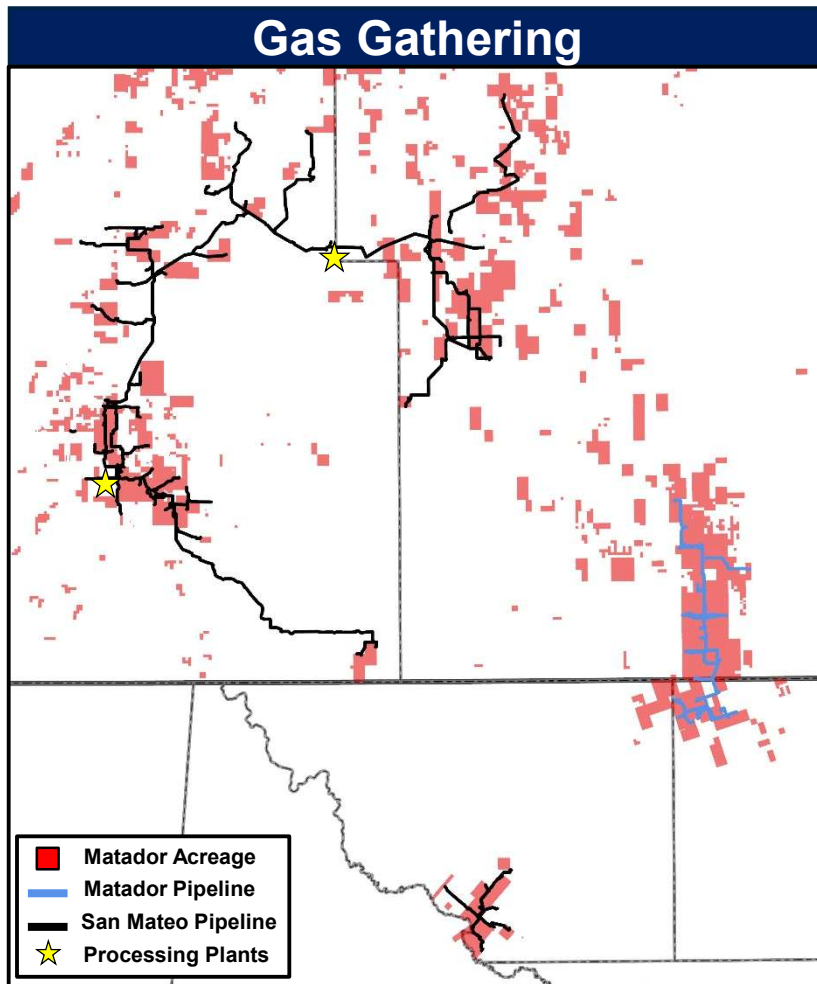 Gas Gathering
Matador Acreage
Matador Pipeline
San Mateo Pipeline
Processing Plants